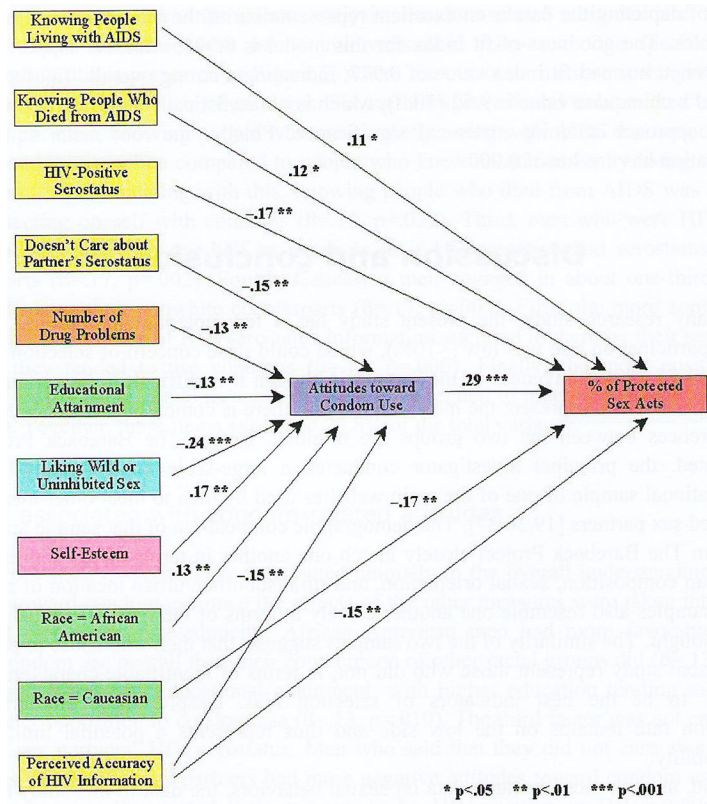 Knowing People
Living with AIDS
Knowing People Who
Died from AIDS
HIV-Positive
Serostatus
Doesn't Care about
Partner's Serostatus
Number of
Drug Problems
Educational
Attainment
Liking Wild or
Uninhibited Sex
Self-Esteem
Race = African
American
Race = Caucasian
Perceived Accuracy
of HIV Information
.11 *
.12 *
–.17 **
–.15 **
–.13 **
–.13 **
–.24 ***
.17 **
.13 **
–.15 **
Attitudes toward
Condom Use
.29 ***
% of Protected
Sex Acts
–.17 **
–.15 **
* p<.05 ** p<.01 *** p<.001